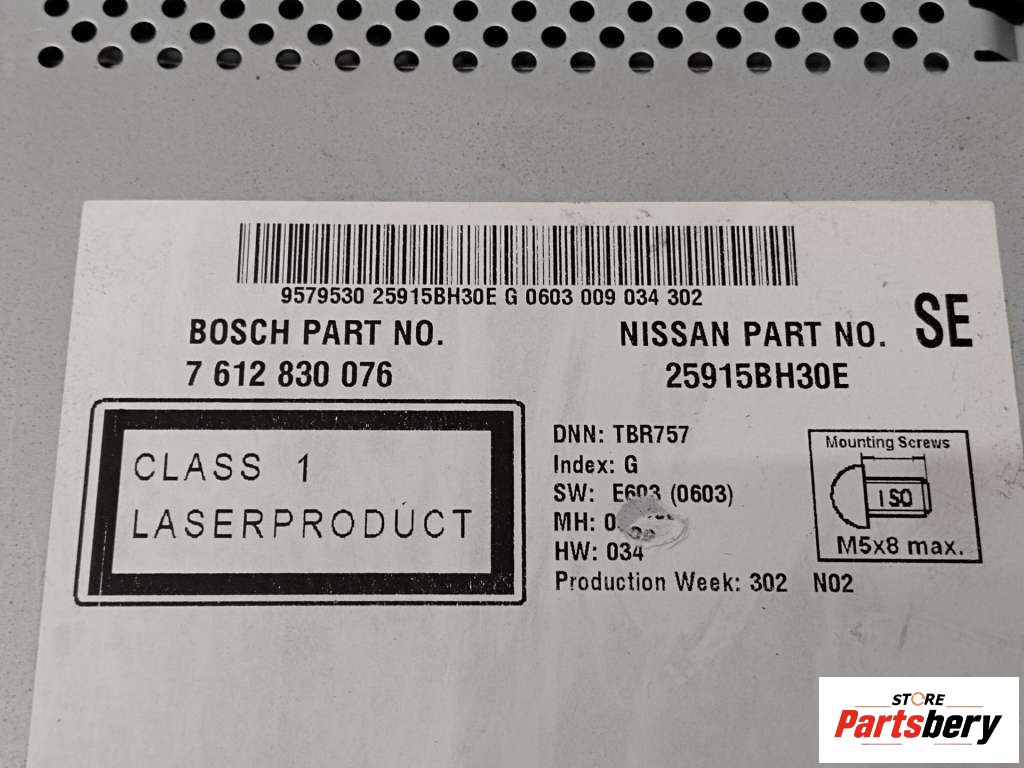 9579530 25915BH30E G 0603 009 034 302
BOSCH PART NO.
7 612 830 076
NISSAN PART NO.
25915BH30E
SE
CLASS 1
LASERPRODUCT
DNN: TBR757
Index: G
SW: E603 (0603)
MH:
HW: 034
Production Week: 302 N02
Mounting Screws
ISO
M5x8 max.
STORE
Partsbery